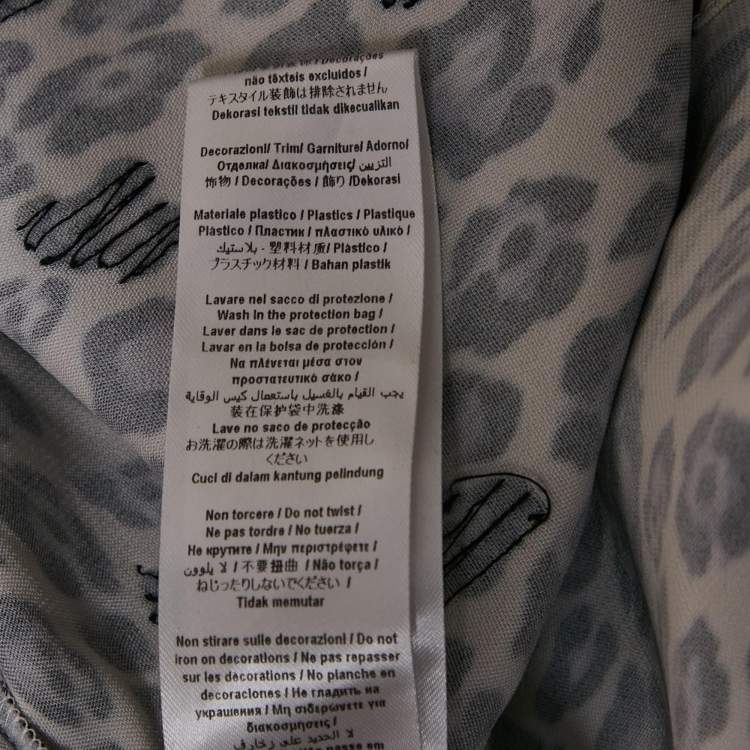 / Decorações
não têxteis excluidos /
テキスタイル装飾は排除されません
Dekorasi tekstil tidak dikecualikan
Decorazioni/ Trim/ Garniture/ Adorno/
Отделка/ Διακοσμήσεις/ التزيين
饰物 / Decorações / 飾り /Dekorasi
Materiale plastico / Plastics / Plastique
Plástico / Пластик / πλαστικό υλικό /
بلاستيك - 塑料材质/ Plàstico /
プラスチック材料 / Bahan plastik
Lavare nel sacco di protezione /
Wash in the protection bag /
Laver dans le sac de protection /
Lavar en la bolsa de protección /
Να πλένεται μέσα στον
προστατευτικό σάκο /
يجب القيام بالغسيل باستعمال كيس الوقاية
装在保护袋中洗涤
Lave no saco de protecção
お洗濯の際は洗濯ネットを使用し
ください
Cuci di dalam kantung pelindung
Non torcere / Do not twist /
Ne pas tordre / No tuerza /
Не крутите / Μην περιστρέφετε /
لا يلوون / 不要扭曲 / Não torça /
ねじったりしないでください /
Tidak memutar
Non stirare sulle decorazioni / Do not
iron on decorations / Ne pas repasser
sur les décorations / No planche en
decoraciones / Не гладить на
украшения / Μη σιδερώνετε για
διακοσμήσεις /
لا الحديد على زخارف